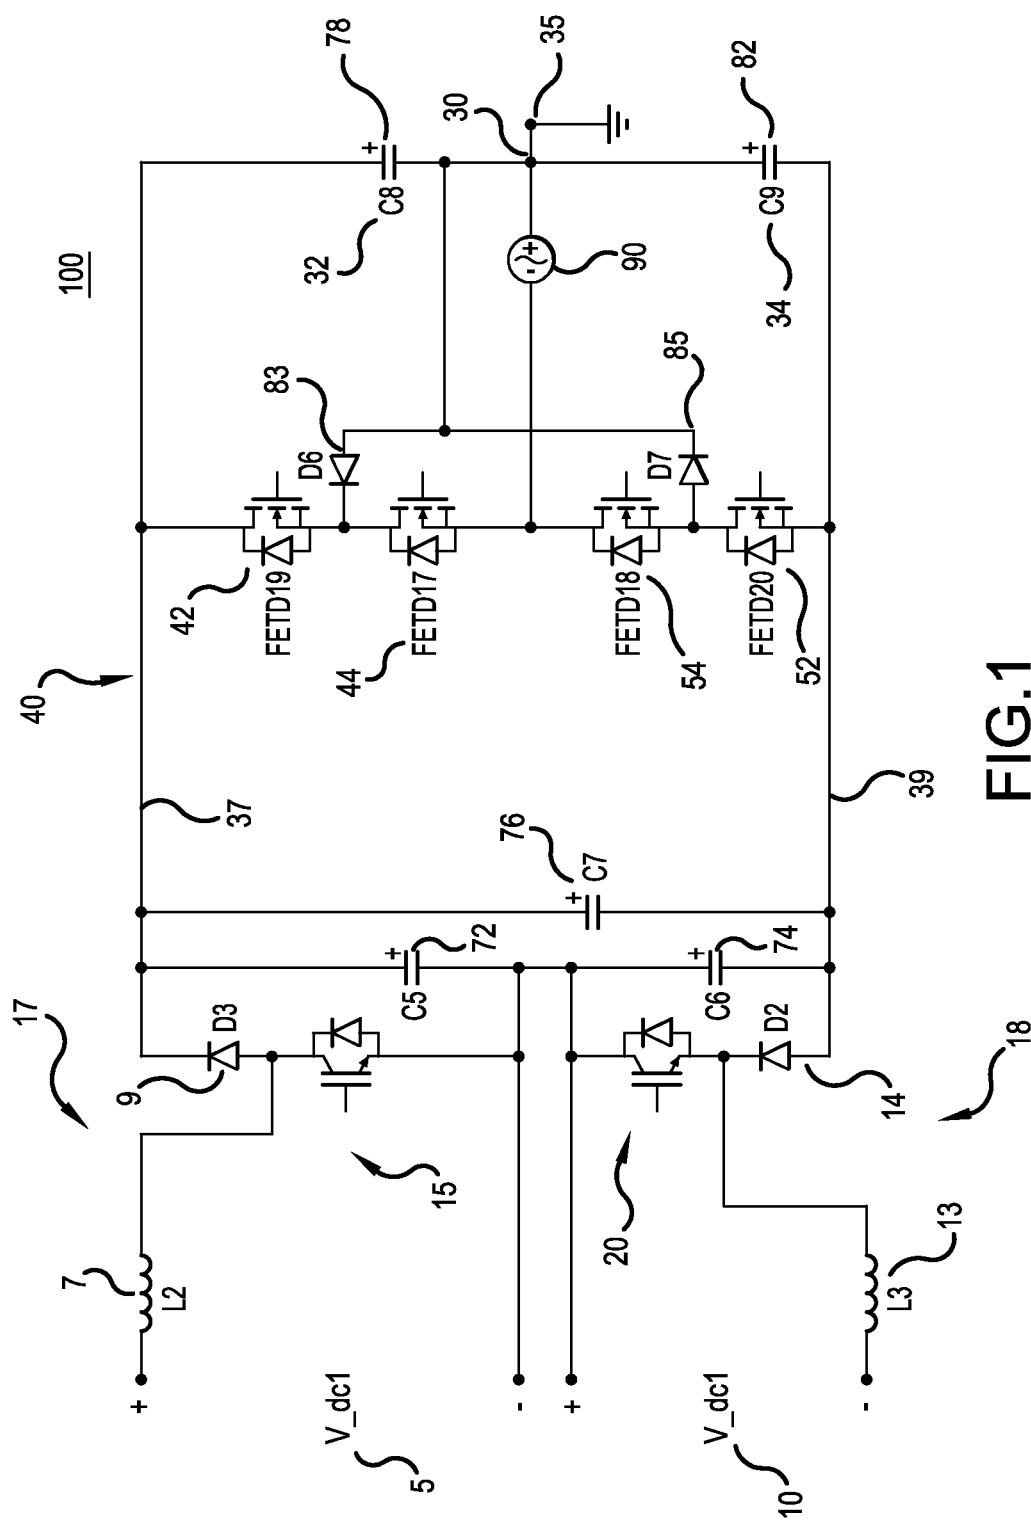 100
17
40
+
7
L2
9
D3
37
42
FETD19
83
D6
32
C8
+
78
V_dc1
5
15
C5
+
72
44
FETD17
30
35
-
+
-
+
90
+
76
C7
20
54
FETD18
85
D7
V_dc1
10
C6
+
74
D2
14
52
FETD20
34
C9
+
82
-
L3
13
18
39
FIG.1